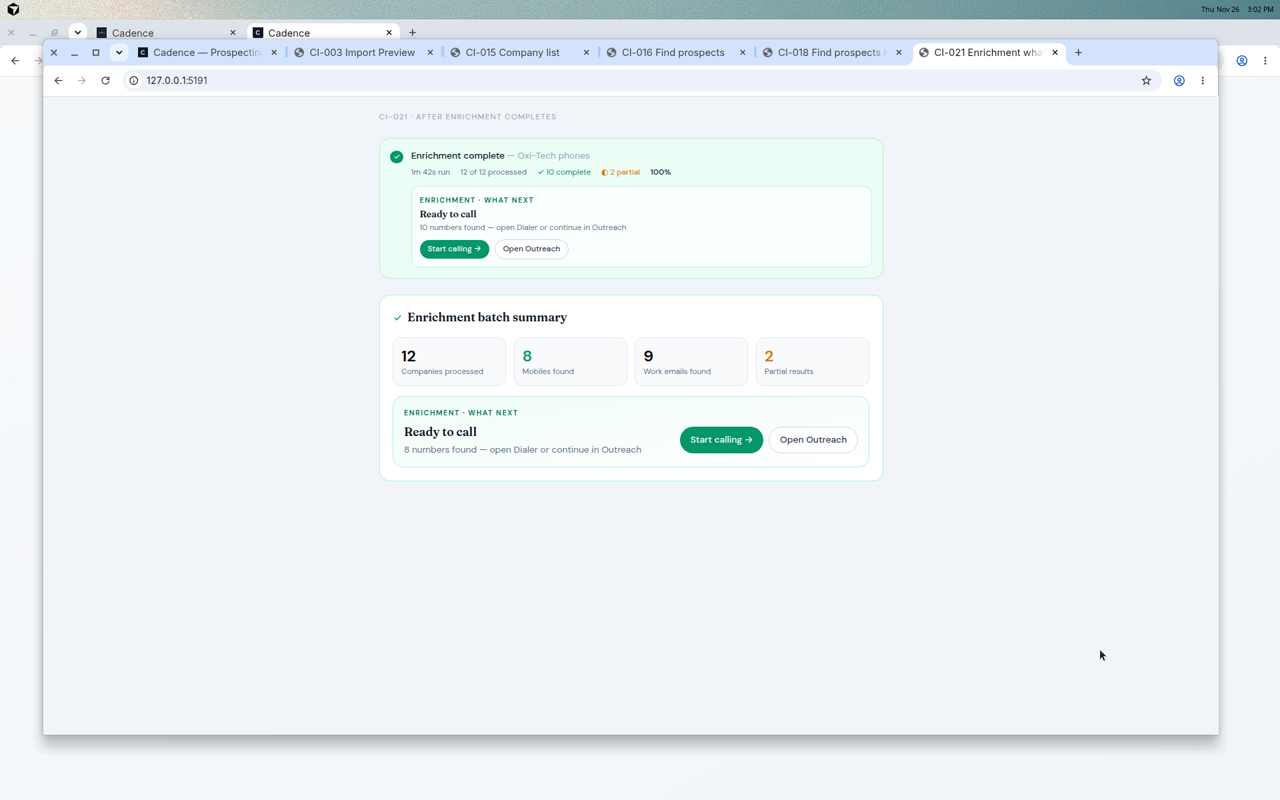 Thu Nov 26 3:02 PM
Cadence
Cadence
Cadence — Prospectin
CI-003 Import Preview
CI-015 Company list
CI-016 Find prospects
CI-018 Find prospects
CI-021 Enrichment wha
127.0.0.1:5191
CI-021 · AFTER ENRICHMENT COMPLETES
Enrichment complete — Oxi-Tech phones
1m 42s run 12 of 12 processed ✓ 10 complete ◐ 2 partial 100%
ENRICHMENT · WHAT NEXT
Ready to call
10 numbers found — open Dialer or continue in Outreach
Start calling → Open Outreach
✓ Enrichment batch summary
12 8 9 2
Companies processed Mobiles found Work emails found Partial results
ENRICHMENT · WHAT NEXT
Ready to call
8 numbers found — open Dialer or continue in Outreach
Start calling → Open Outreach